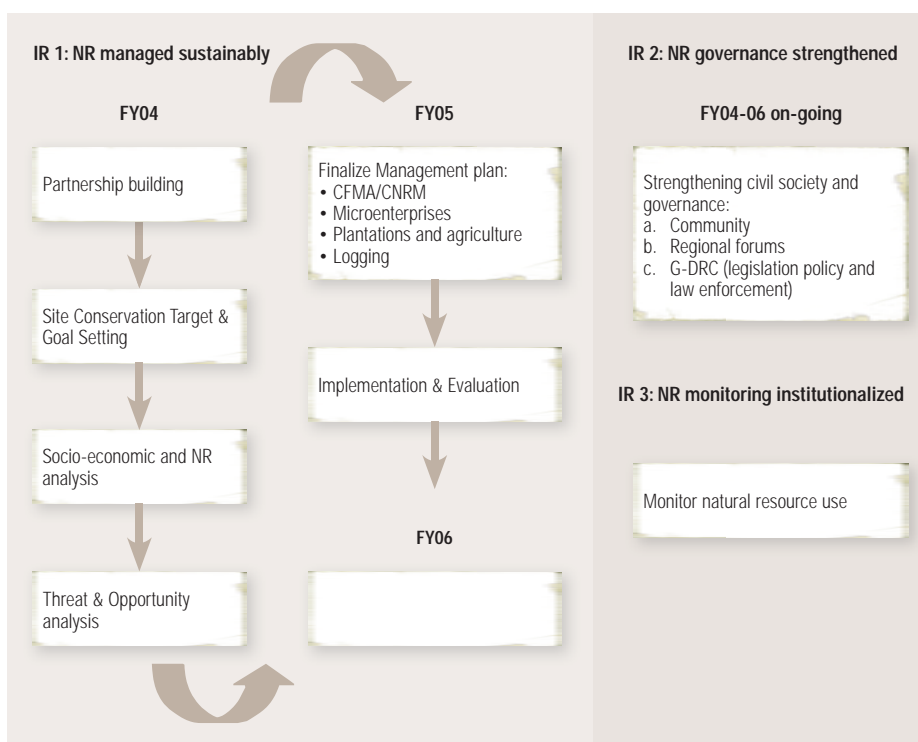 IR 1: NR managed sustainably
FY04
Partnership building
Site Conservation Target &
Goal Setting
Socio-economic and NR
analysis
Threat & Opportunity
analysis
FY05
Finalize Management plan:
• CFMA/CNRM
• Microenterprises
• Plantations and agriculture
• Logging
Implementation & Evaluation
FY06
IR 2: NR governance strengthened
FY04-06 on-going
Strengthening civil society and
governance:
a. Community
b. Regional forums
c. G-DRC (legislation policy and
law enforcement)
IR 3: NR monitoring institutionalized
Monitor natural resource use